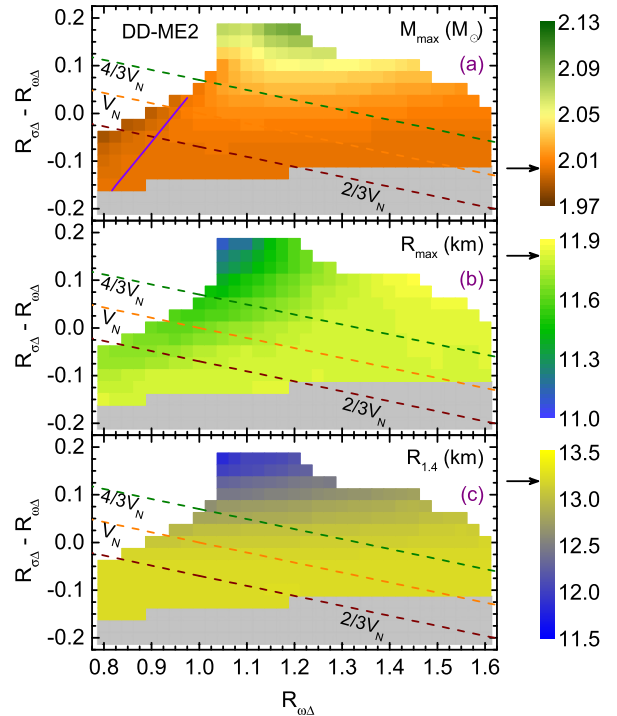 DD-ME2
M_max (M_⊙)
(a)
4/3V_N
V_N
2/3V_N
R_σΔ - R_ωΔ
0.1
0.0
-0.1
-0.2
2.13
2.09
2.05
2.01
1.97
R_max (km)
(b)
4/3V_N
V_N
2/3V_N
R_σΔ - R_ωΔ
0.2
0.1
0.0
-0.1
-0.2
11.9
11.6
11.3
11.0
R_1.4 (km)
(c)
4/3V_N
V_N
2/3V_N
R_σΔ - R_ωΔ
0.2
0.1
0.0
-0.1
-0.2
13.5
13.0
12.5
12.0
11.5
0.8 0.9 1.0 1.1 1.2 1.3 1.4 1.5 1.6
R_ωΔ